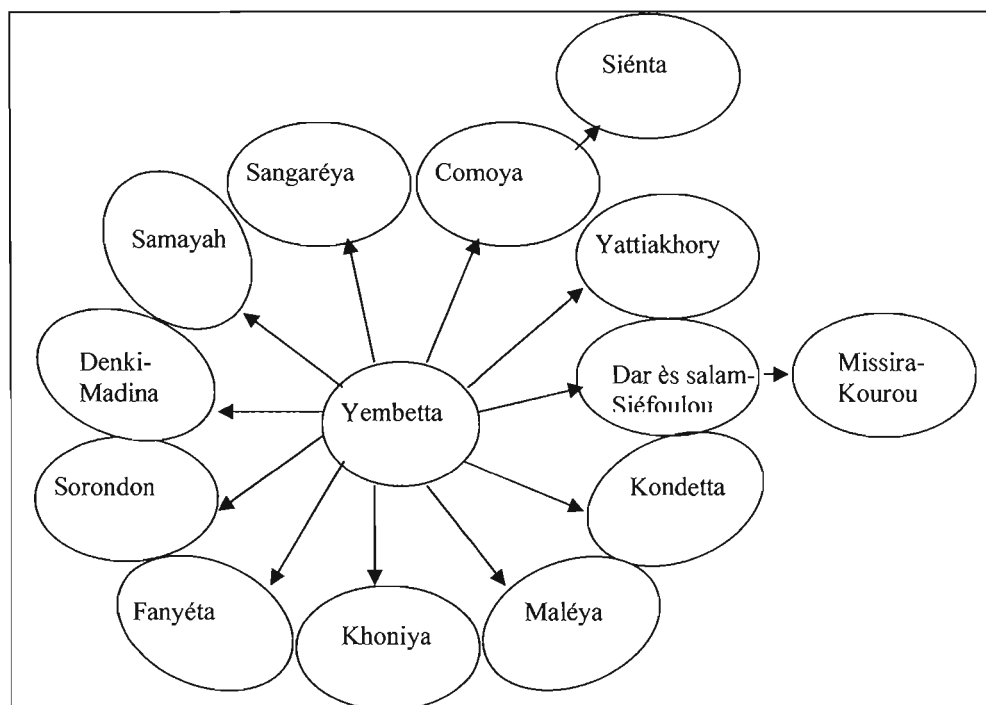 Siénta
Sangaréya
Comoya
Samayah
Yattiakhory
Denki-
Madina
Dar ès salam-
Siéfoulou
Missira-
Kourou
Yembetta
Sorondon
Kondetta
Fanyéta
Khoniya
Maléya